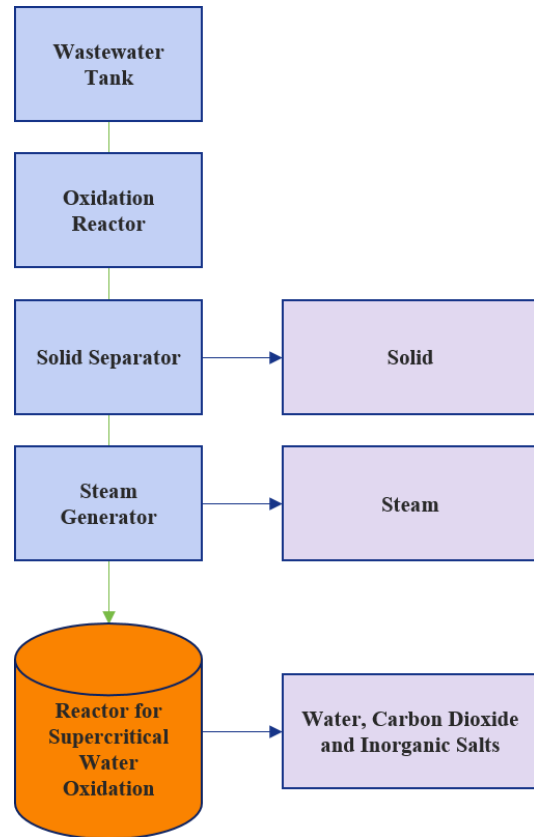 Wastewater
Tank
Oxidation
Reactor
Solid Separator
Solid
Steam
Generator
Steam
Reactor for
Supercritical
Water
Oxidation
Water, Carbon Dioxide
and Inorganic Salts